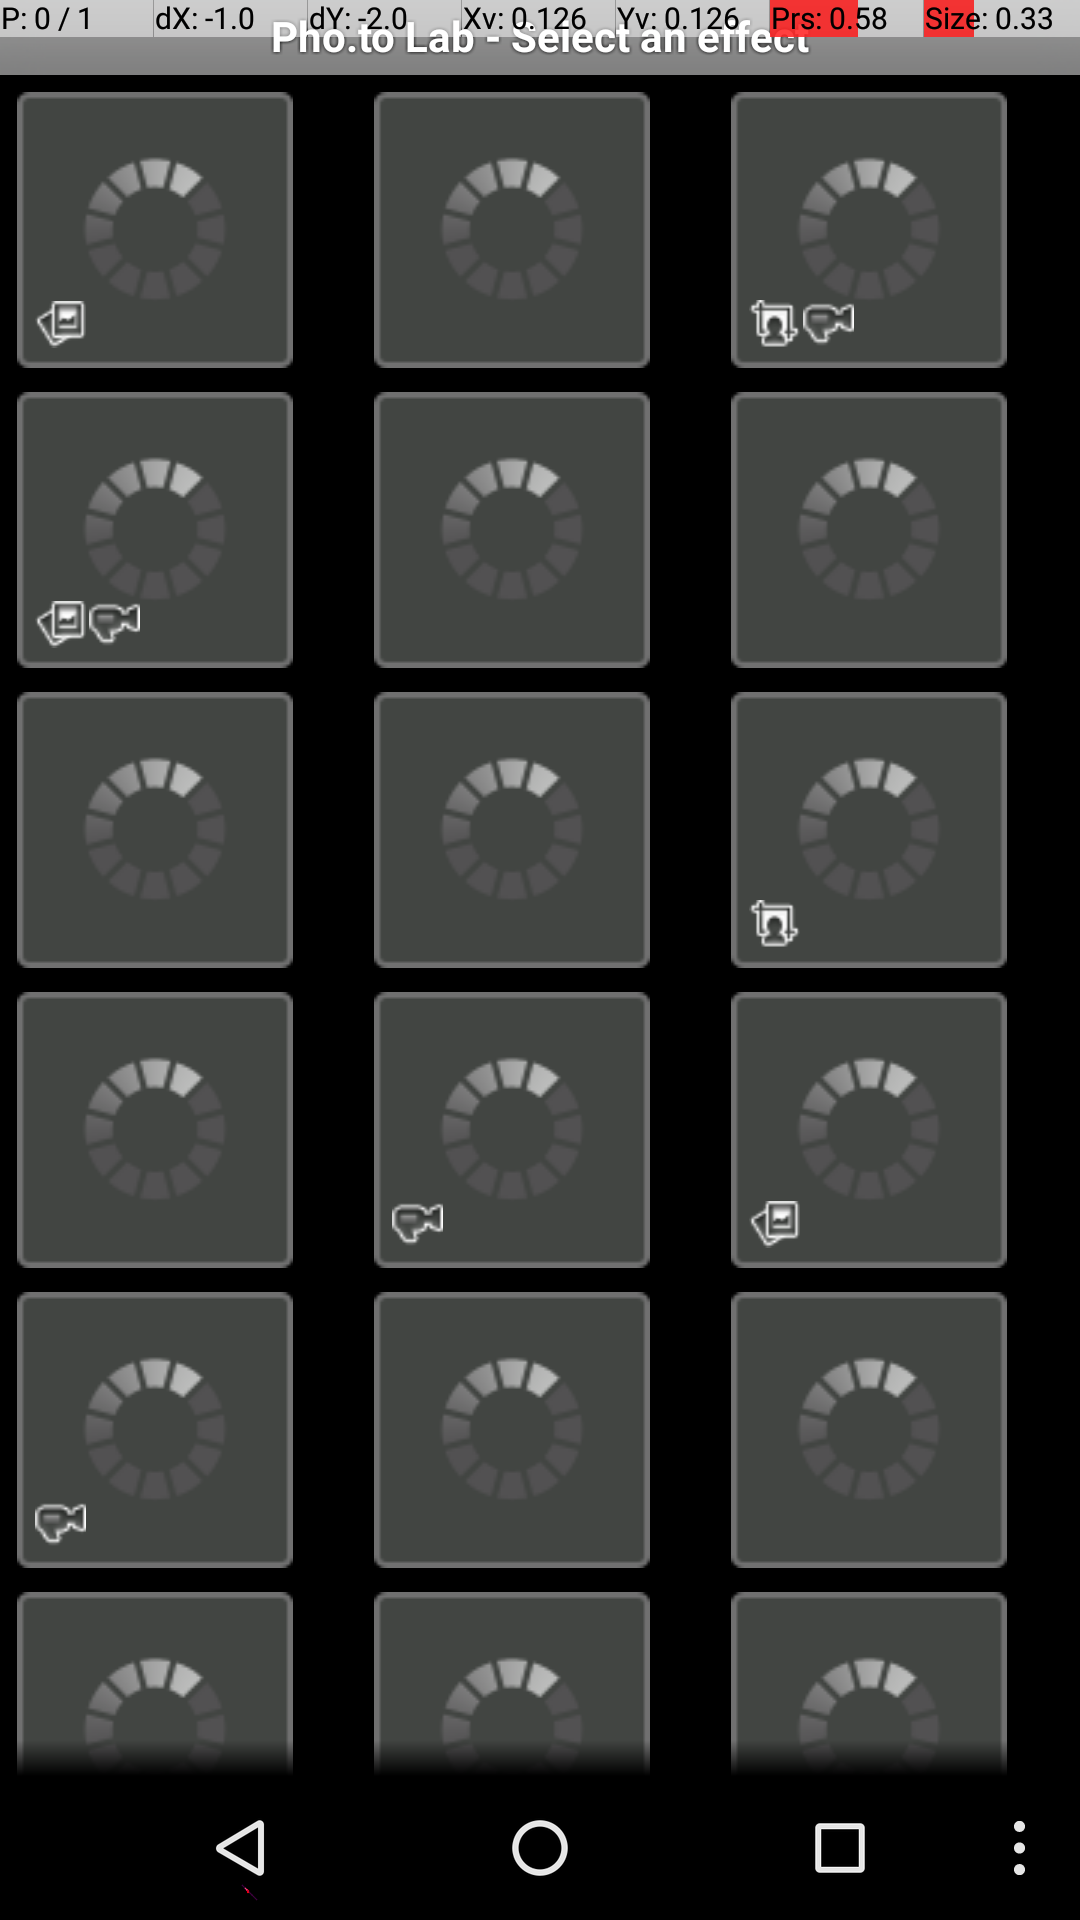 P: 0 / 1 dX: -1.0 dY: -2.0 Xv: 0.126 Yv: 0.126 Prs: 0.58 Size: 0.33
Pho.to Lab - Select an effect